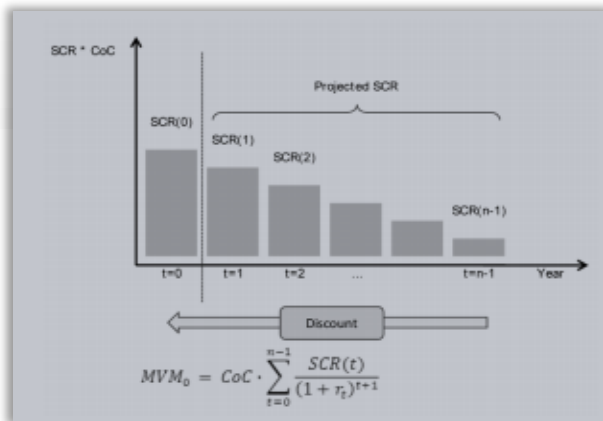 SCR * CoC
Projected SCR
SCR(0)
SCR(1)
SCR(2)
SCR(n-1)
t=0 t=1 t=2 ... t=n-1 Year
Discount
MVM₀ = CoC · ∑_{t=0}^{n−1} SCR(t) / (1 + r_t)^{t+1}